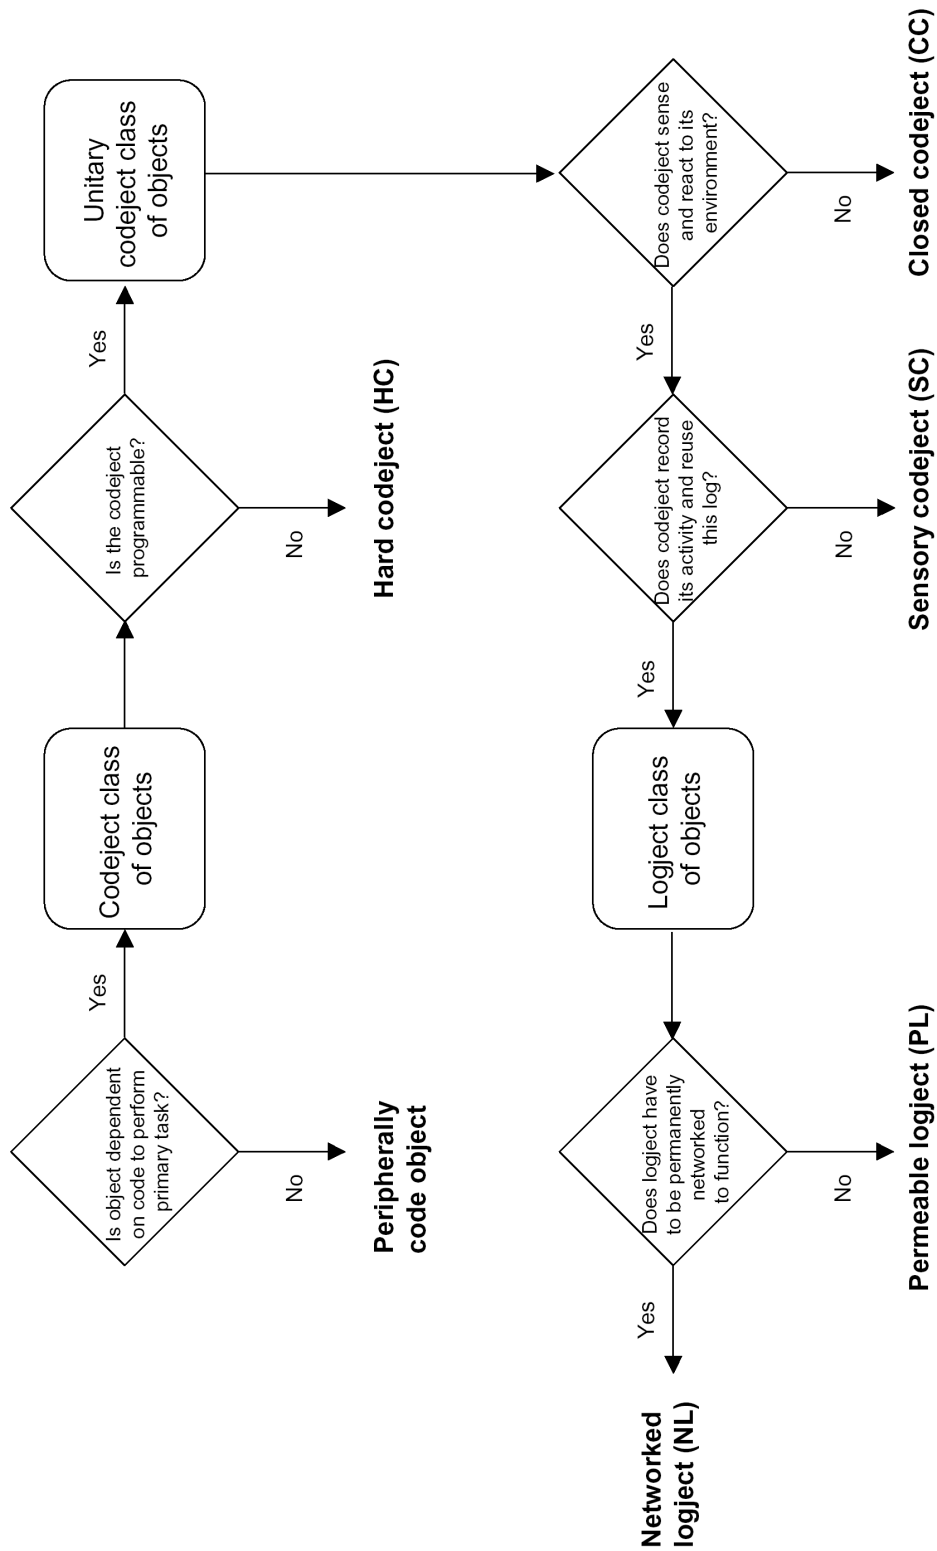 Is object dependent
on code to perform
primary task?
Yes
No
Peripherally
code object
Codeject class
of objects
Is the codeject
programmable?
Yes
No
Hard codeject (HC)
Unitary
codeject class
of objects
Does codeject sense
and react to its
environment?
No
Closed codeject (CC)
Yes
Does codeject record
its activity and reuse
this log?
No
Sensory codeject (SC)
Yes
Logject class
of objects
Does logject have
to be permanently
networked
to function?
No
Permeable logject (PL)
Yes
Networked
logject (NL)